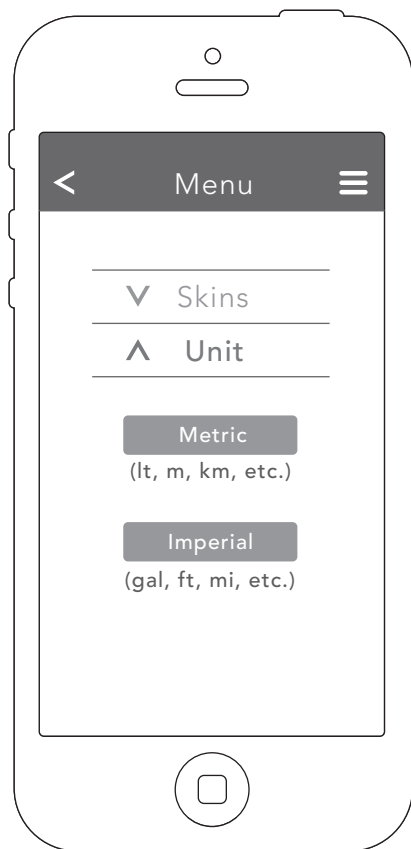 Menu
Skins
Unit
Metric
(lt, m, km, etc.)
Imperial
(gal, ft, mi, etc.)